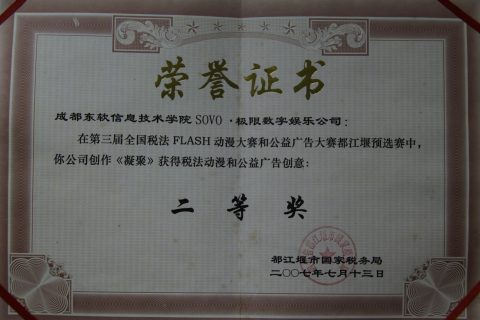 荣誉证书
成都东软信息技术学院 SOVO·极限数字娱乐公司:
在第三届全国税法 FLASH 动漫大赛和公益广告大赛都江堰预选赛中,
你公司创作《凝聚》获得税法动漫和公益广告创意:
二等奖
都江堰市国家税务局
二〇〇七年七月十三日